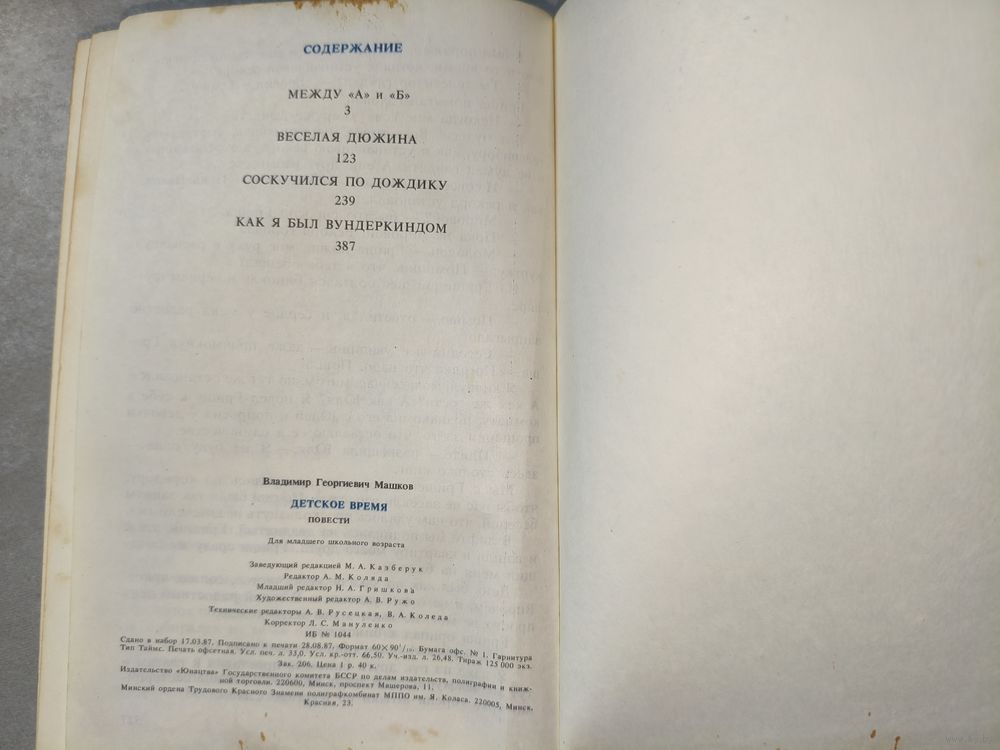 СОДЕРЖАНИЕ
МЕЖДУ «А» и «Б»
3
ВЕСЕЛАЯ ДЮЖИНА
123
СОСКУЧИЛСЯ ПО ДОЖДИКУ
239
КАК Я БЫЛ ВУНДЕРКИНДОМ
387
Владимир Георгиевич Машков
ДЕТСКОЕ ВРЕМЯ
ПОВЕСТИ
Для младшего школьного возраста
Заведующий редакцией М. А. Казберук
Редактор А. М. Коляда
Младший редактор Н. А. Гришкова
Художественный редактор А. В. Ружо
Технические редакторы А. В. Русецкая, В. А. Коледа
Корректор Л. С. Мануленко
ИБ № 1044
Сдано в набор 17.03.87. Подписано к печати 28.08.87. Формат 60×90¹/₁₆. Бумага офс. № 1. Гарнитура
Тип Таймс. Печать офсетная. Усл. печ. л. 33,0. Усл. кр.-отт. 66,50. Уч.-изд. л. 26,48. Тираж 125 000 экз.
Зак. 206. Цена 1 р. 40 к.
Издательство «Юнацтва» Государственного комитета БССР по делам издательств, полиграфии и книж-
ной торговли. 220600, Минск, проспект Машерова, 11.
Минский ордена Трудового Красного Знамени полиграфкомбинат МППО им. Я. Коласа. 220005, Минск,
Красная, 23.